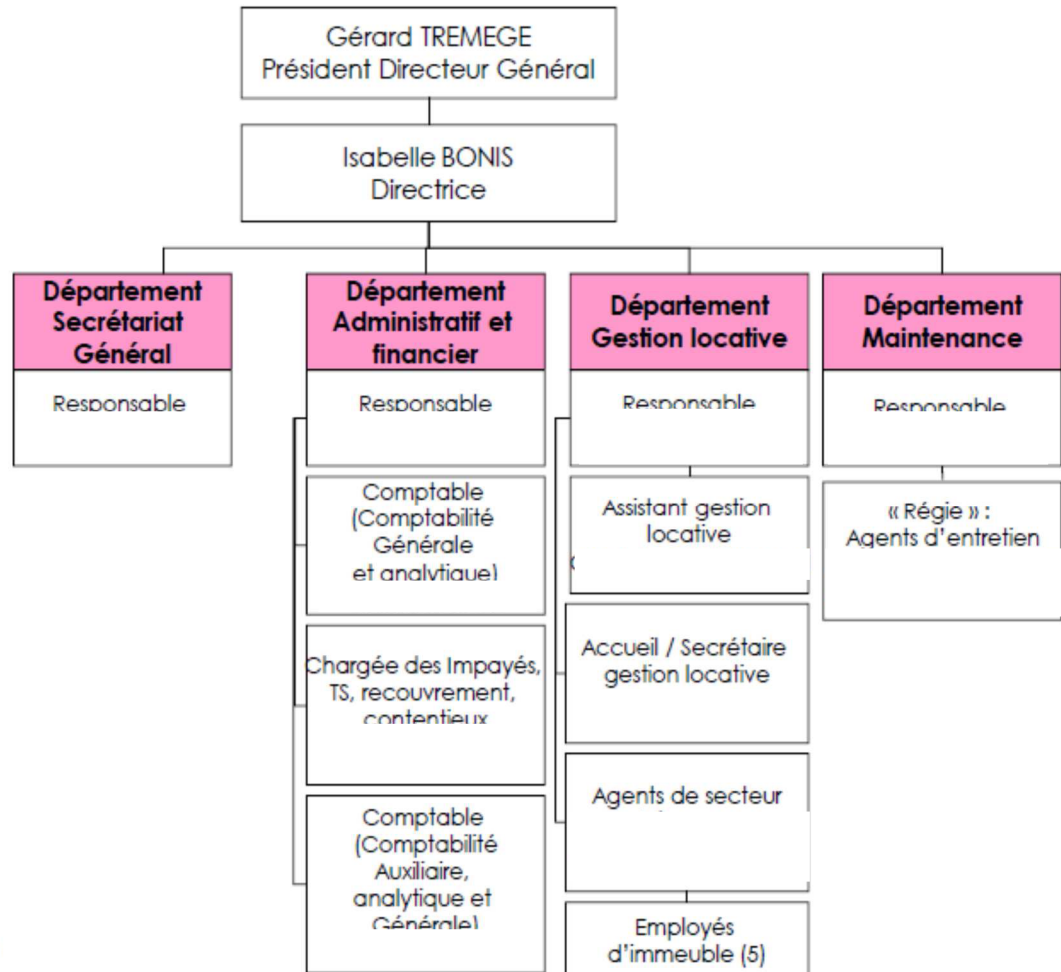 Gérard TREMEGE
Président Directeur Général
Isabelle BONIS
Directrice
Département
Secrétariat
Général
Responsable
Département
Administratif et
financier
Responsable
Comptable
(Comptabilité
Générale
et analytique)
Chargée des Impayés,
TS, recouvrement,
contentieux
Comptable
(Comptabilité
Auxiliaire,
analytique et
Générale)
Département
Gestion locative
Responsable
Assistant gestion
locative
Accueil / Secrétaire
gestion locative
Agents de secteur
Employés
d'immeuble (5)
Département
Maintenance
Responsable
« Régie » :
Agents d'entretien